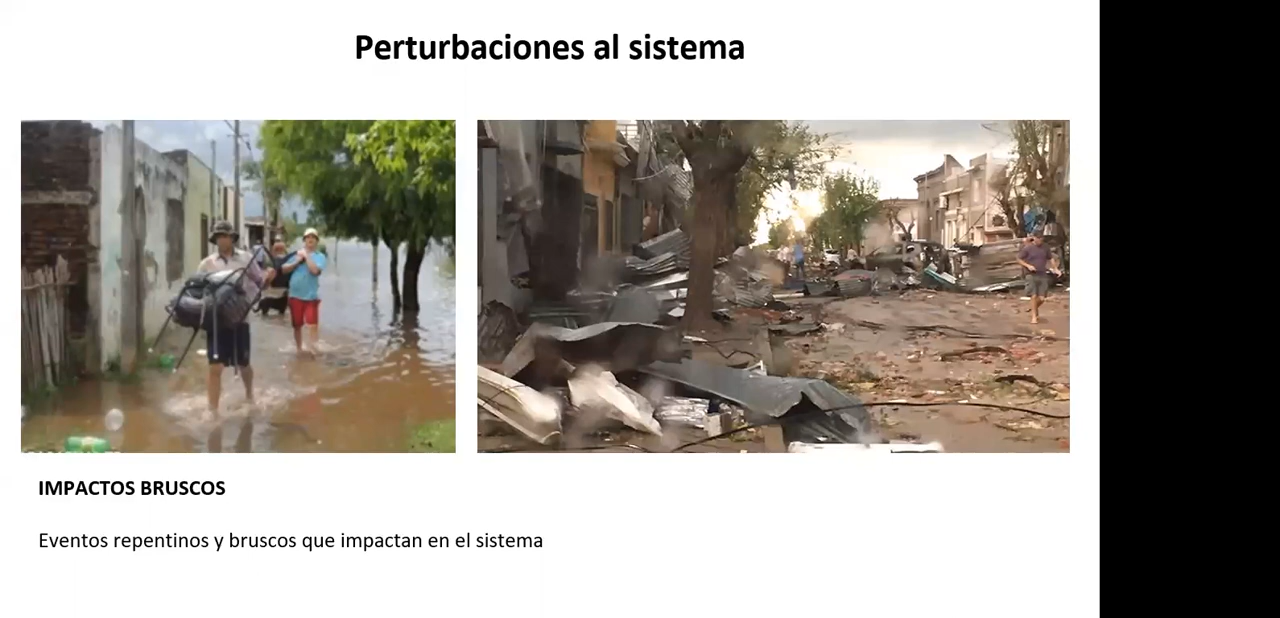 Perturbaciones al sistema
IMPACTOS BRUSCOS
Eventos repentinos y bruscos que impactan en el sistema